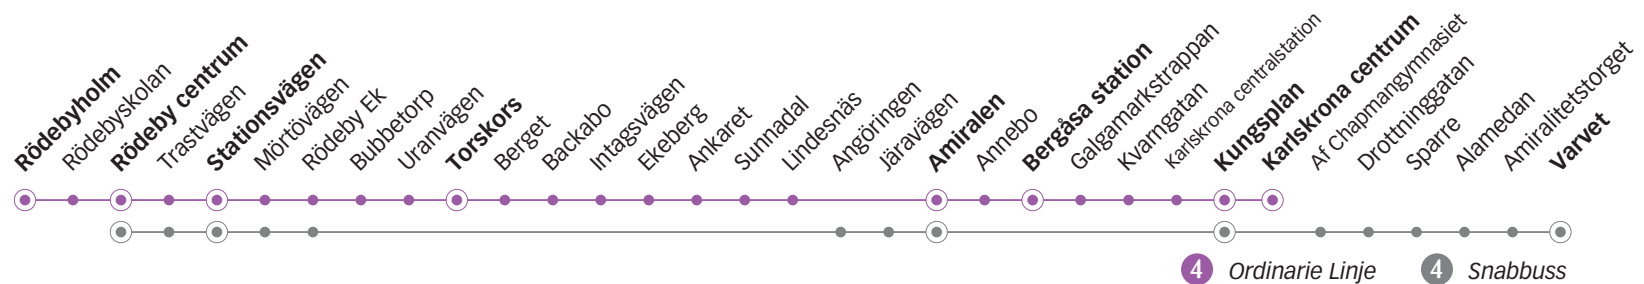 Rödebyholm
Rödebyskolan
Rödeby centrum
Trastvägen
Stationsvägen
Mörtövägen
Rödeby Ek
Bubbetorp
Uranvägen
Torskors
Berget
Backabo
Intagsvägen
Ekeberg
Ankaret
Sunnadal
Lindesnäs
Angöringen
Järavägen
Amiralen
Annebo
Bergåsa station
Galgamarkstrappan
Kvarngatan
Karlskrona centralstation
Kungsplan
Karlskrona centrum
Af Chapmangymnasiet
Drottninggatan
Sparre
Alamedan
Amiralitetstorget
Varvet
4 Ordinarie Linje 4 Snabbuss